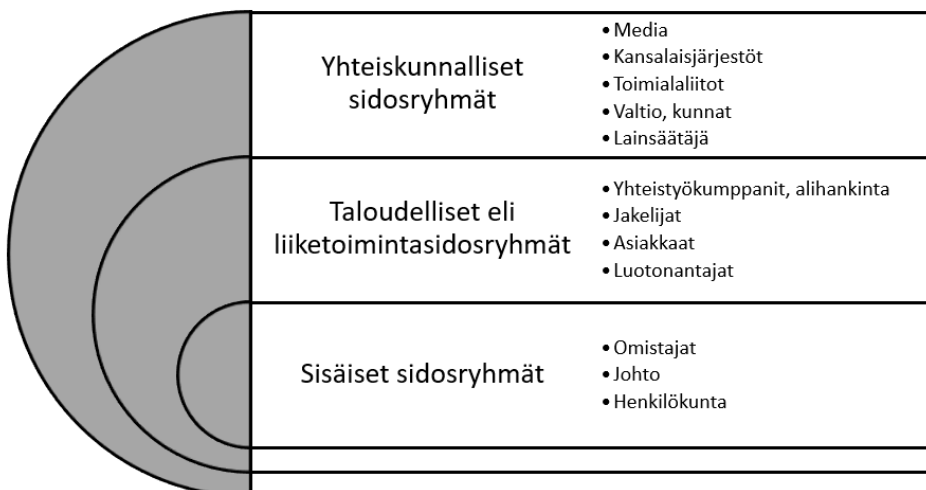 Yhteiskunnalliset
sidosryhmät
• Media
• Kansalaisjärjestöt
• Toimialaliitot
• Valtio, kunnat
• Lainsäätäjä
Taloudelliset eli
liiketoimintasidosryhmät
• Yhteistyökumppanit, alihankinta
• Jakelijat
• Asiakkaat
• Luotonantajat
Sisäiset sidosryhmät
• Omistajat
• Johto
• Henkilökunta